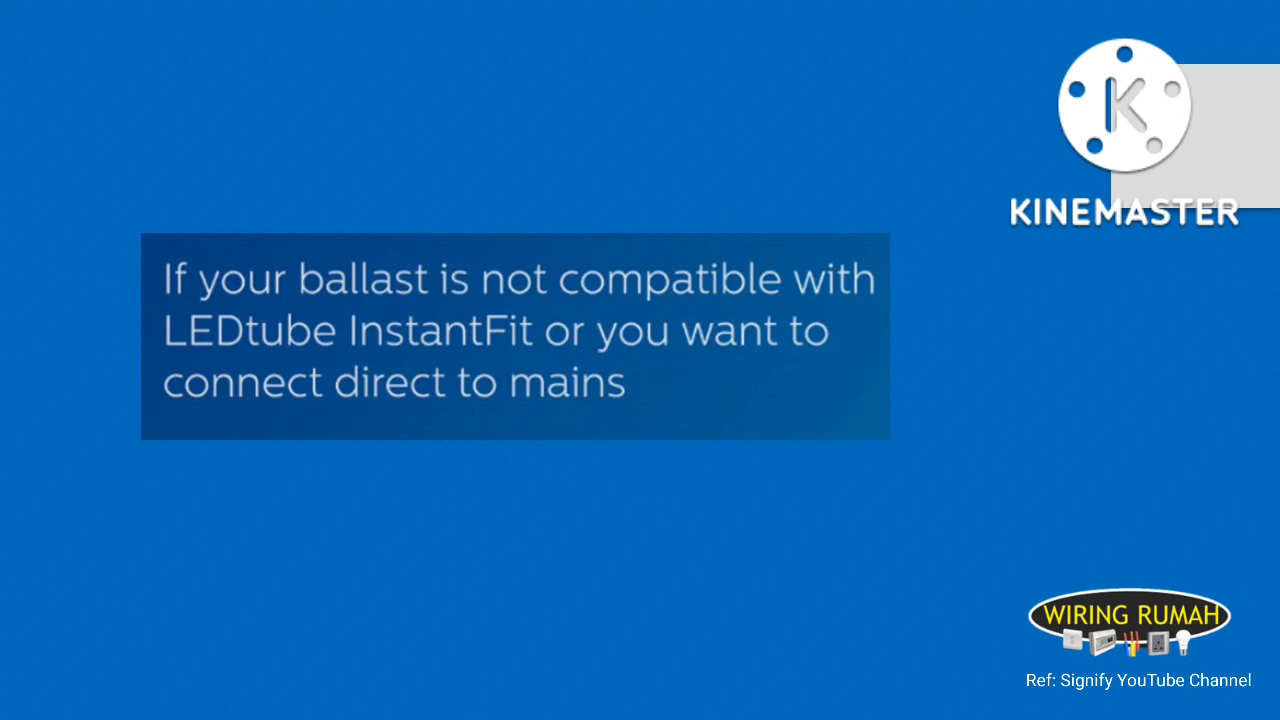 K
KINEMASTER
If your ballast is not compatible with
LEDtube InstantFit or you want to
connect direct to mains
WIRING RUMAH
Ref: Signify YouTube Channel